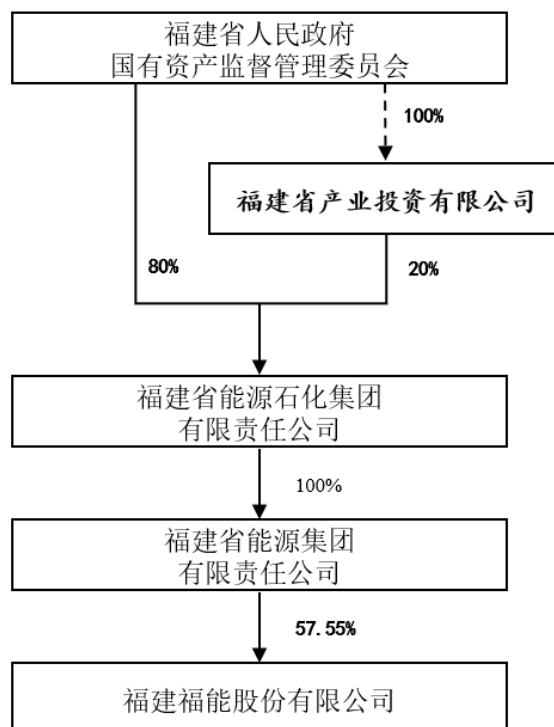 福建省人民政府
国有资产监督管理委员会
100%
福建省产业投资有限公司
80%
20%
福建省能源石化集团
有限责任公司
100%
福建省能源集团
有限责任公司
57.55%
福建福能股份有限公司